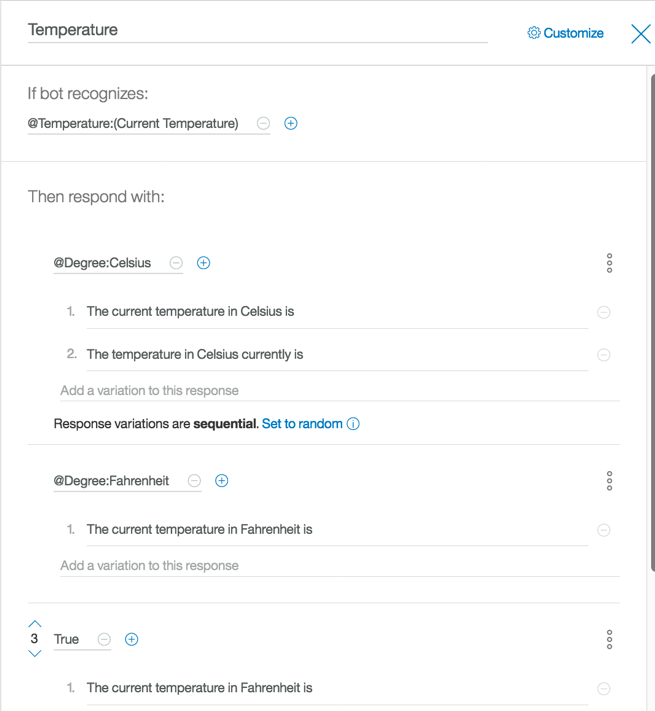 Temperature
Customize
If bot recognizes:
@Temperature:(Current Temperature)
Then respond with:
@Degree:Celsius
1. The current temperature in Celsius is
2. The temperature in Celsius currently is
Add a variation to this response
Response variations are sequential. Set to random
@Degree:Fahrenheit
1. The current temperature in Fahrenheit is
Add a variation to this response
3 True
1. The current temperature in Fahrenheit is